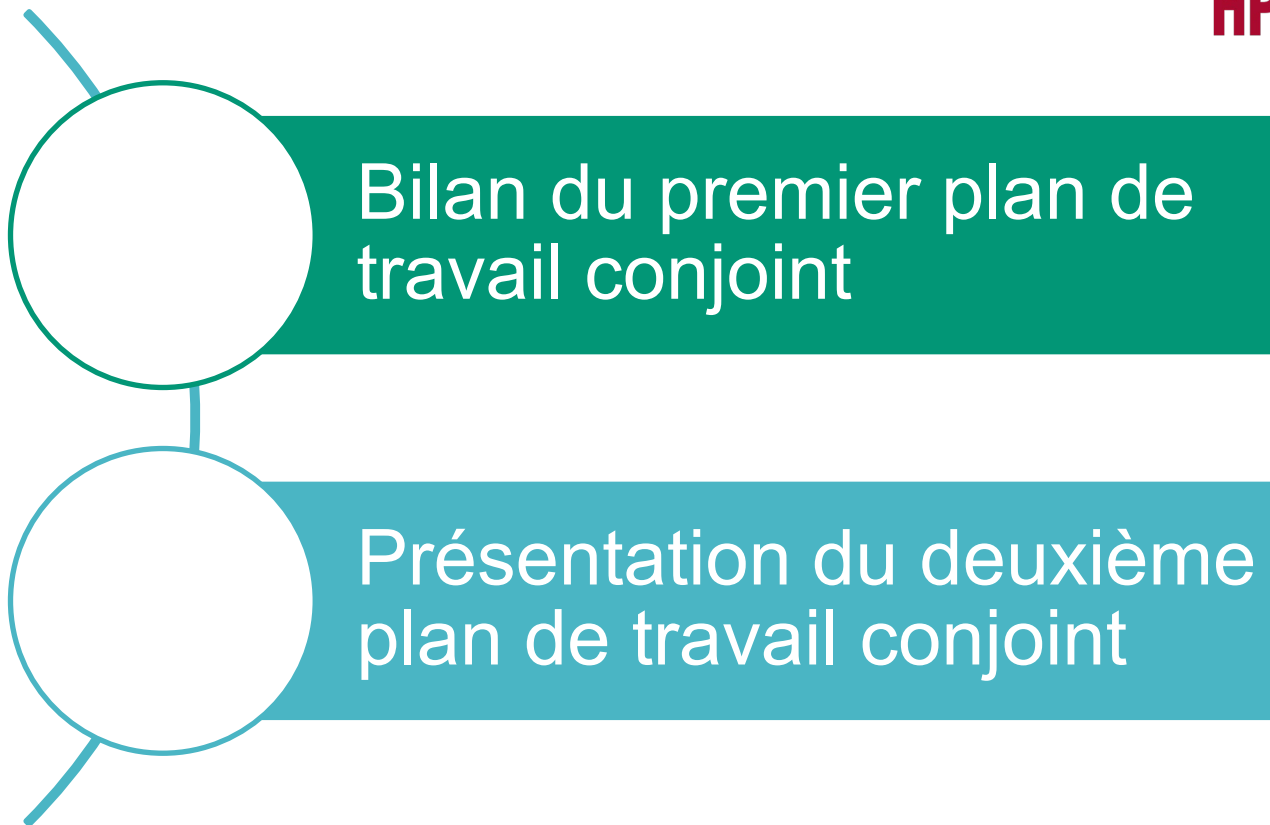 Bilan du premier plan de
travail conjoint
Présentation du deuxième
plan de travail conjoint